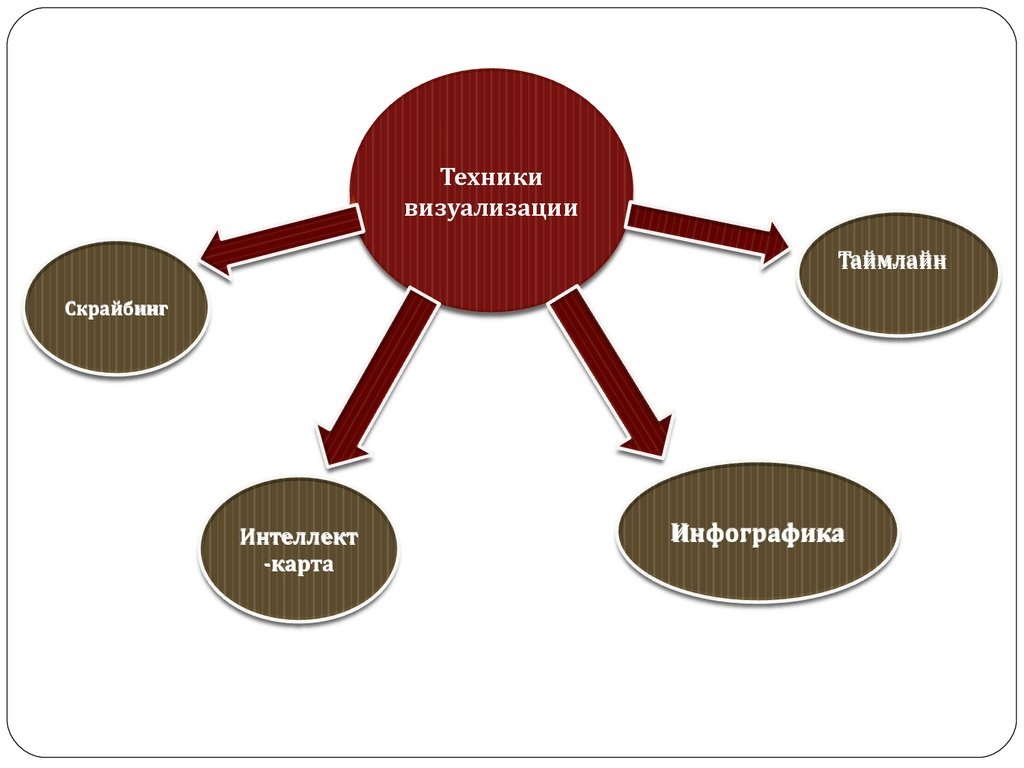 Техники
визуализации
Таймлайн
Скрайбинг
Интеллект
-карта
Инфографика